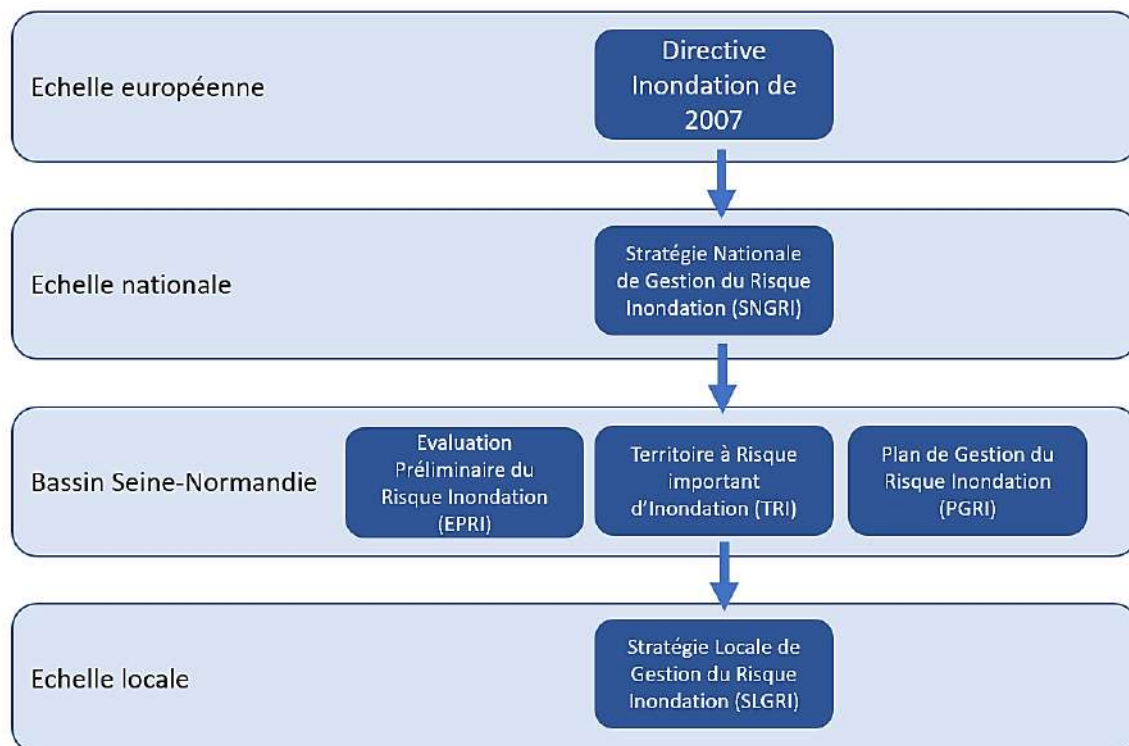 Directive
Inondation de
2007
Echelle européenne
Stratégie Nationale
de Gestion du Risque
Inondation (SNGRI)
Echelle nationale
Bassin Seine-Normandie
Evaluation
Préliminaire du
Risque Inondation
(EPRI)
Territoire à Risque
important
d’Inondation (TRI)
Plan de Gestion du
Risque Inondation
(PGRI)
Echelle locale
Stratégie Locale de
Gestion du Risque
Inondation (SLGRI)